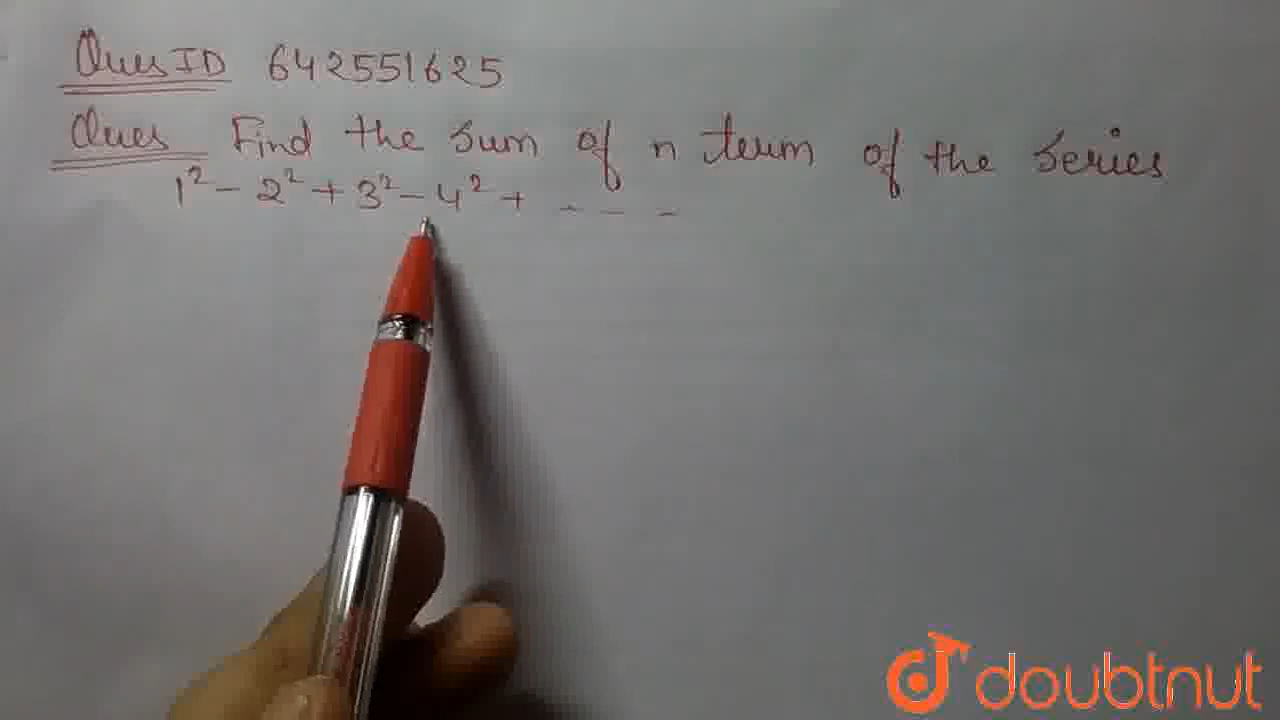 Ques ID 642551625
Ques Find the sum of n term of the series
1² - 2² + 3² - 4² + - - -
doubtnut